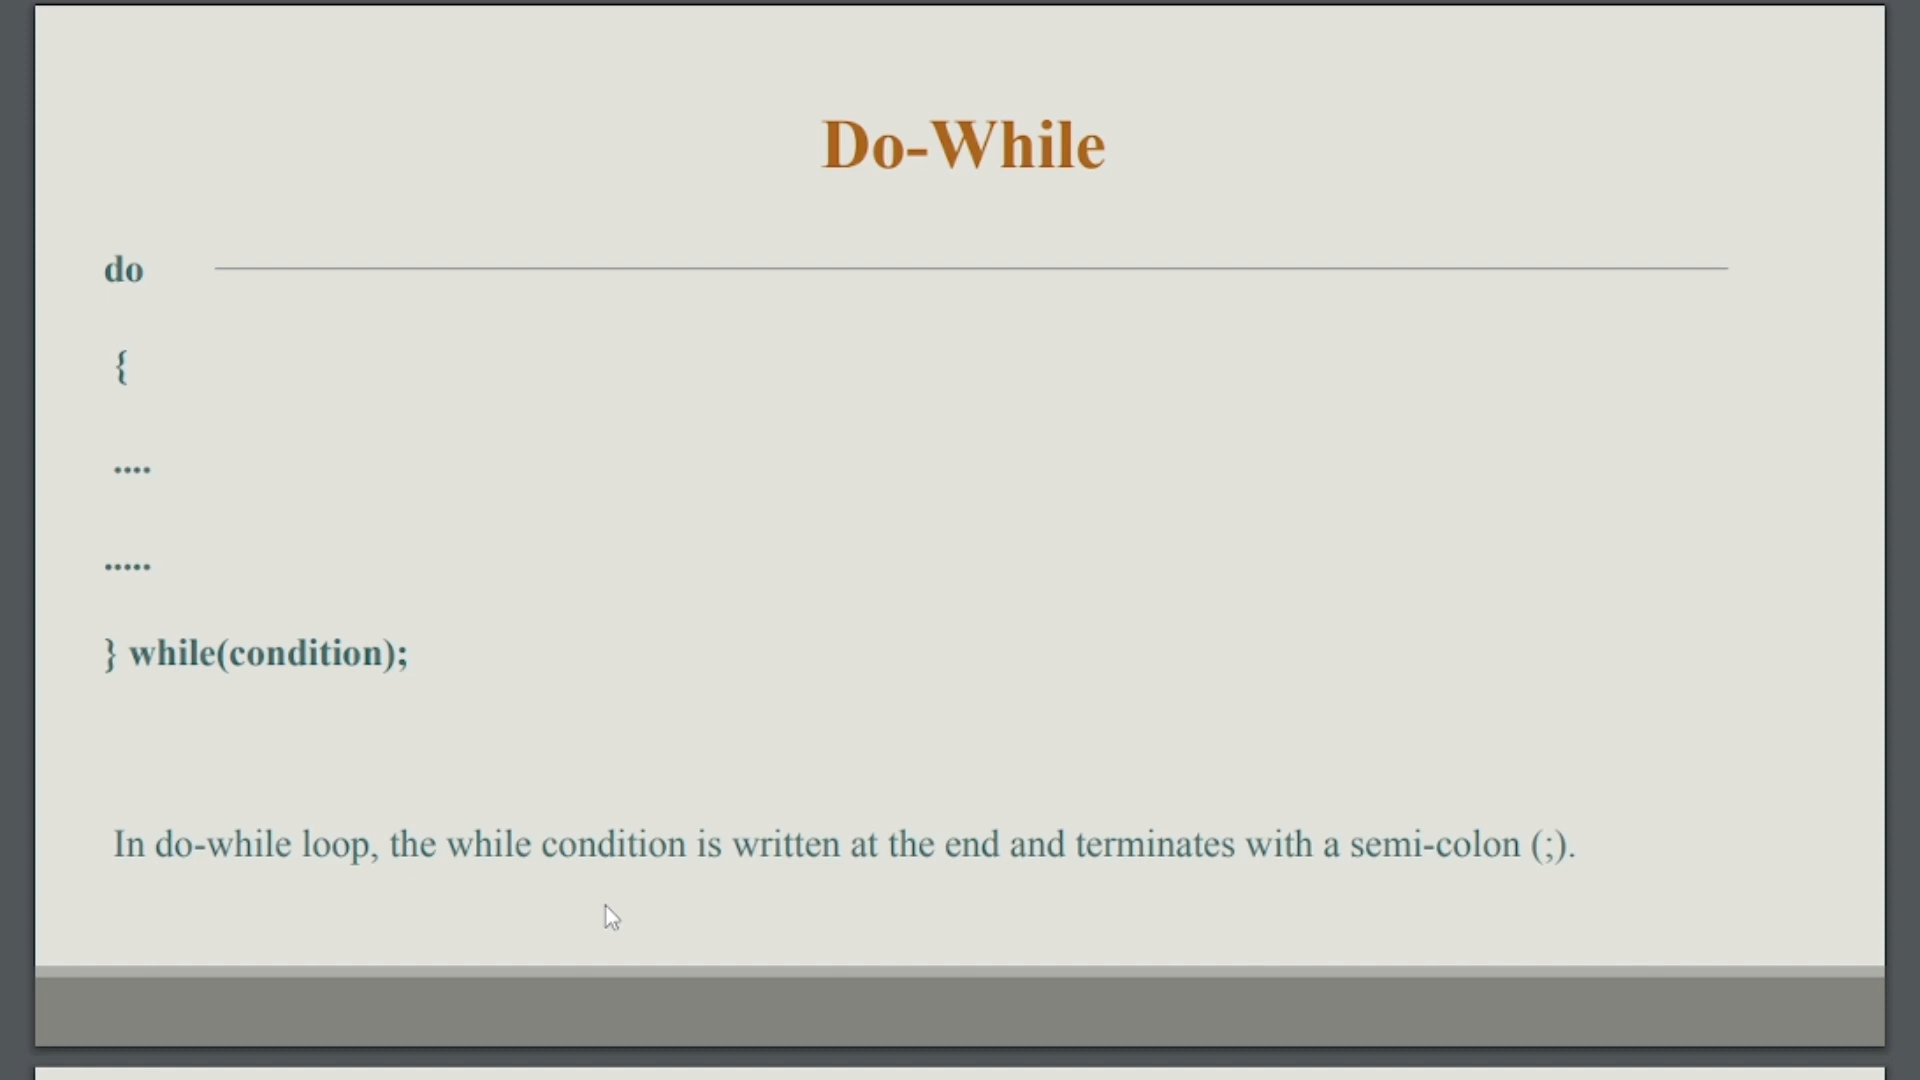 Do-While
do
{
....
.....
} while(condition);
In do-while loop, the while condition is written at the end and terminates with a semi-colon (;).